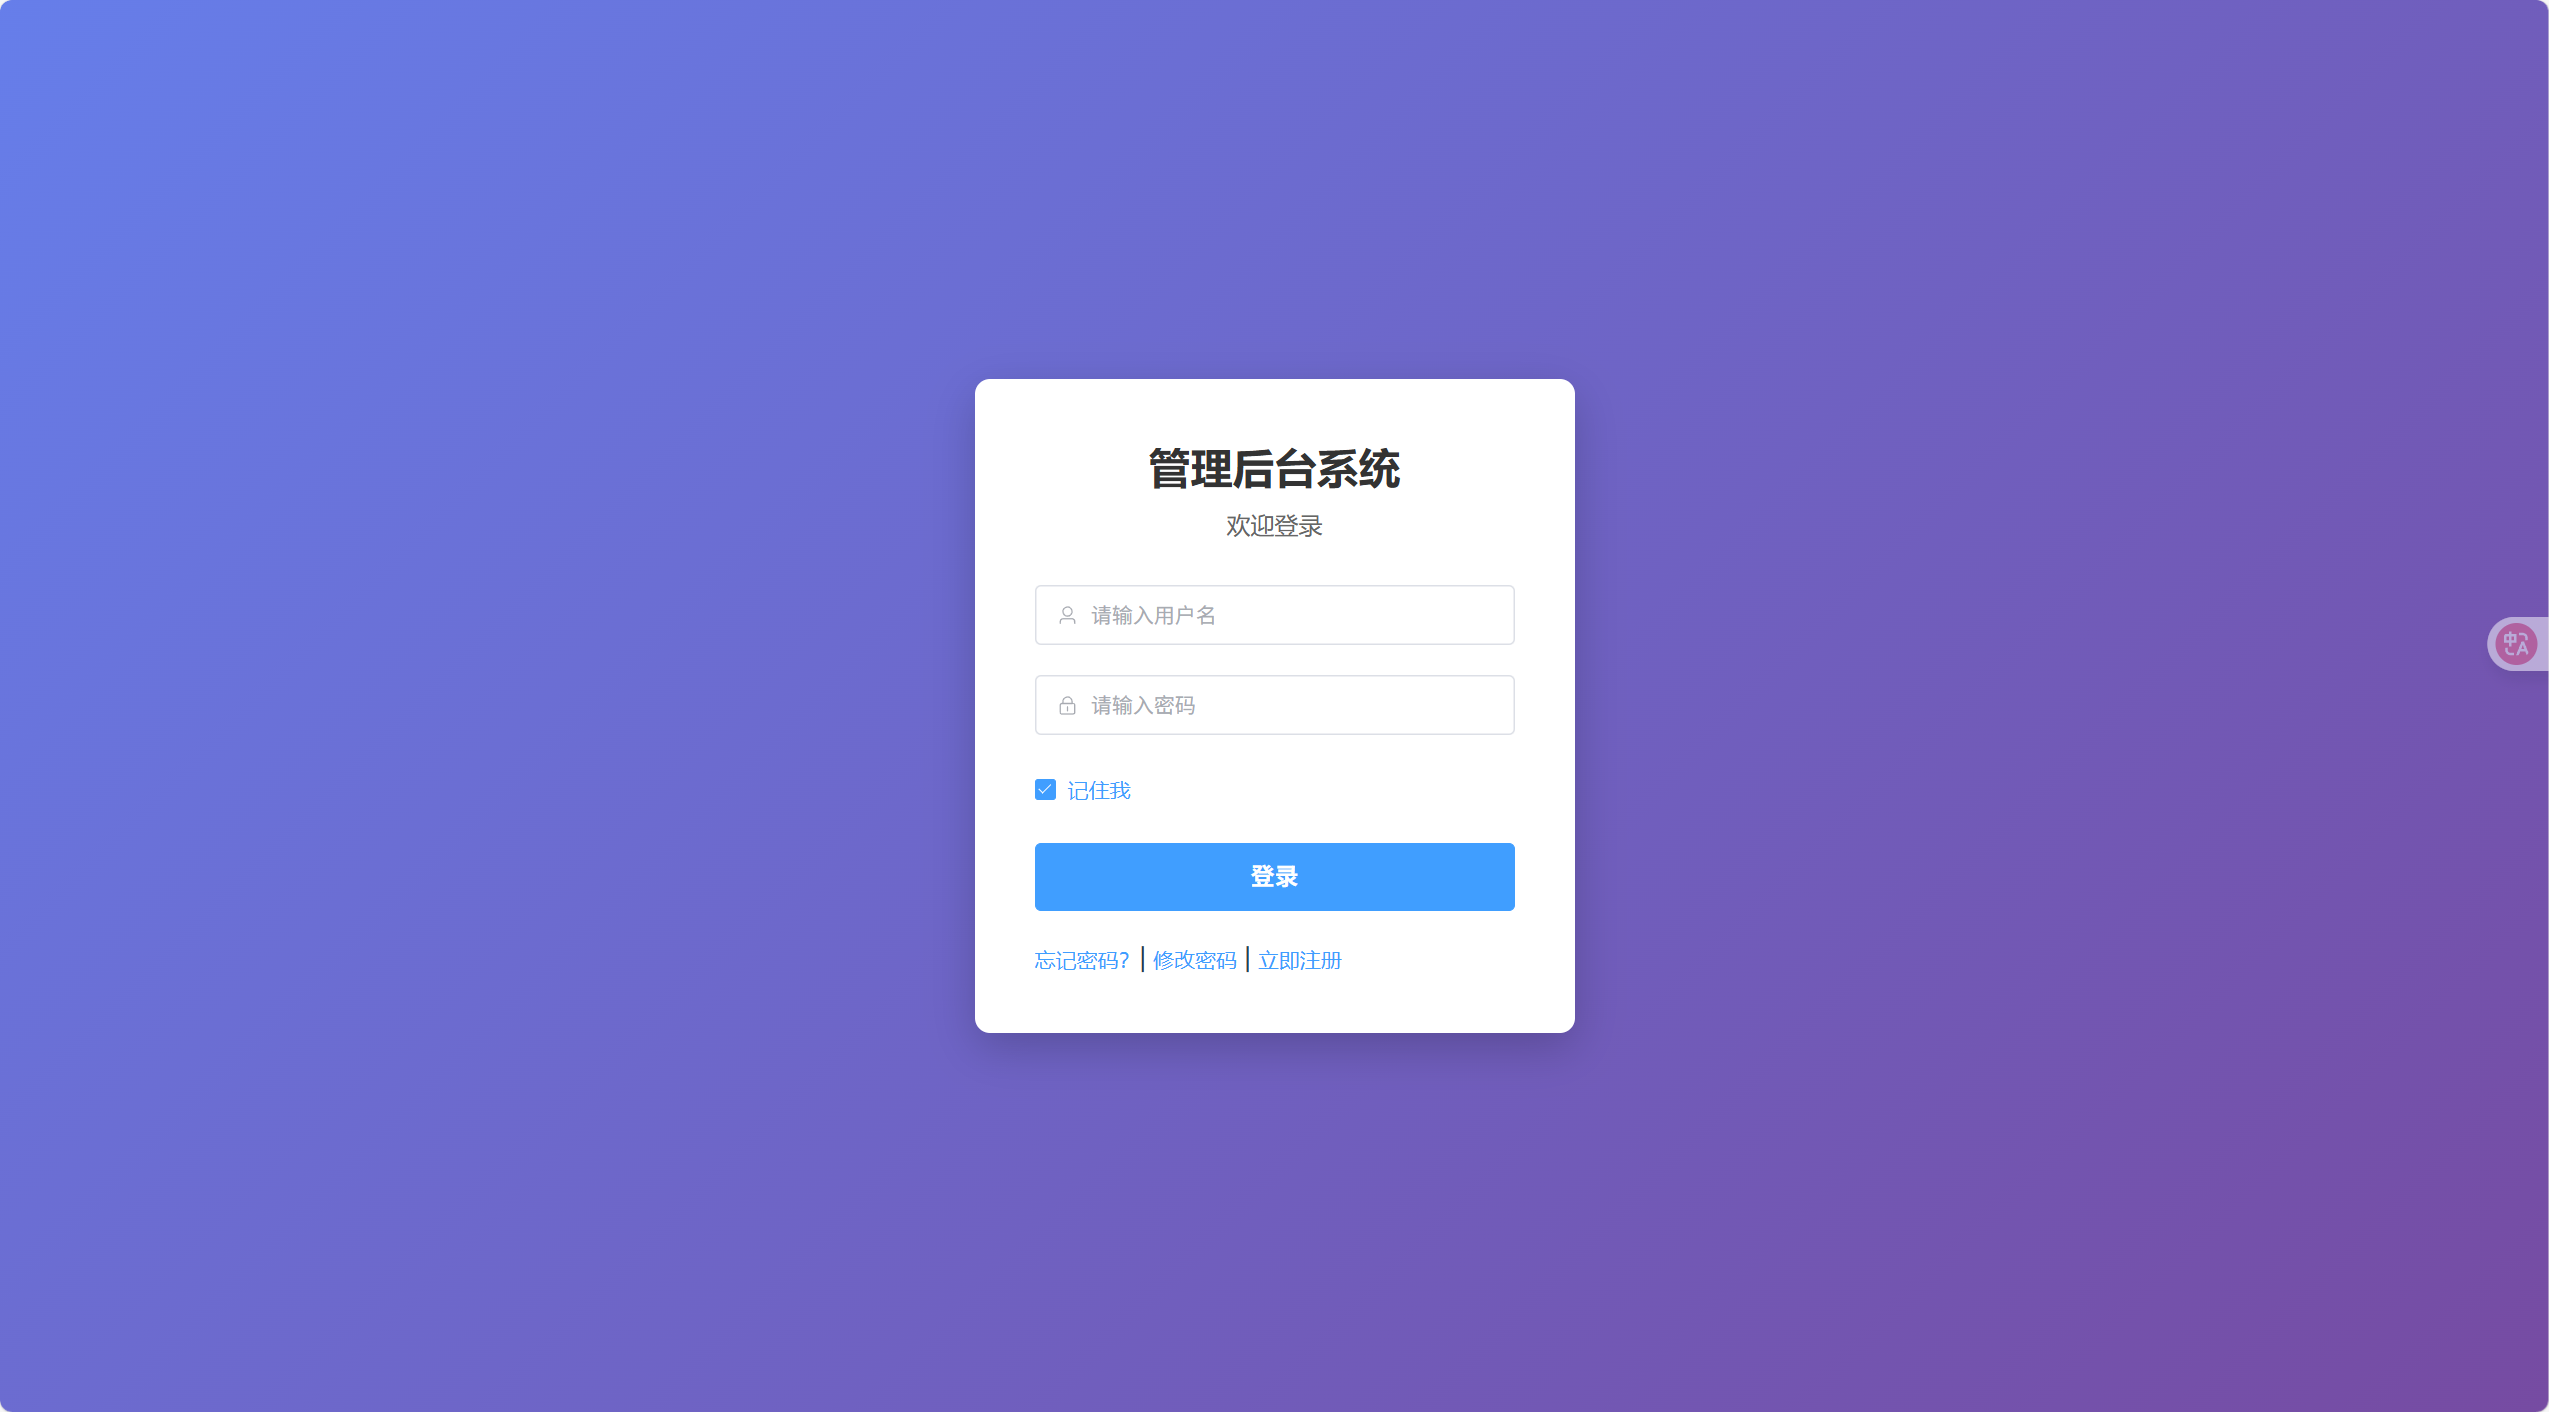 管理后台系统
欢迎登录
请输入用户名
请输入密码
记住我
登录
忘记密码? | 修改密码 | 立即注册
中 A